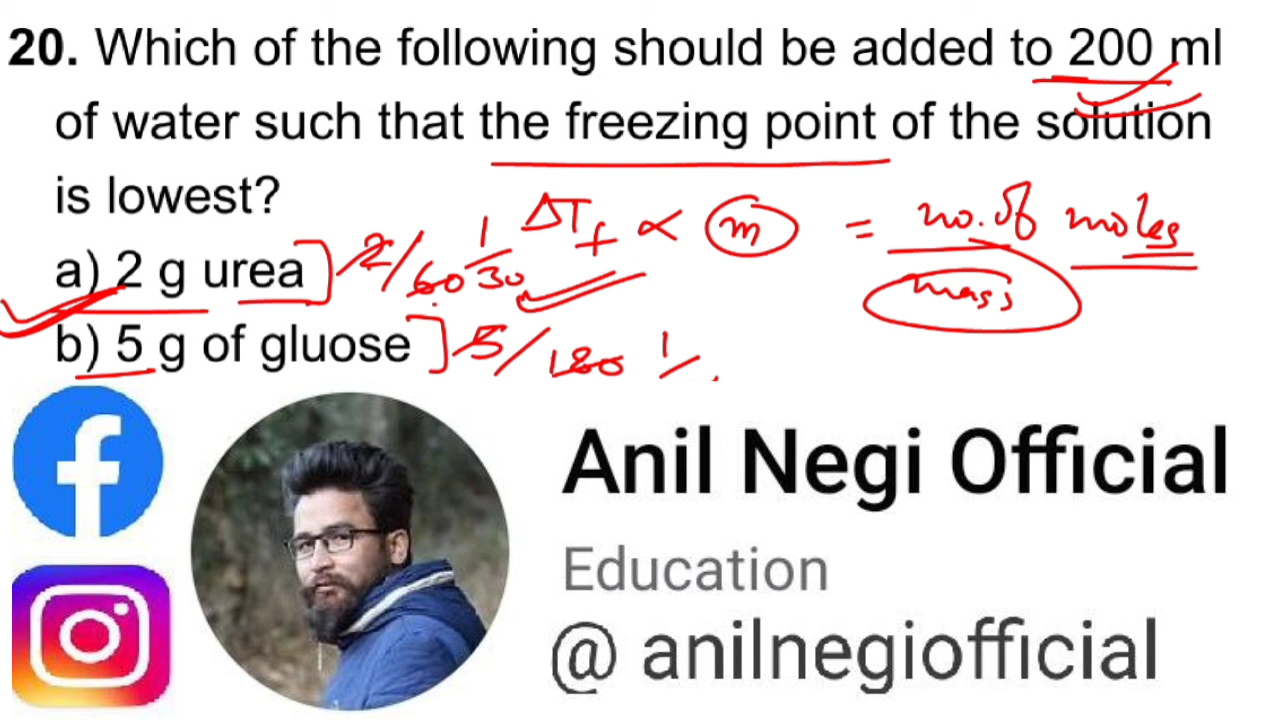 20. Which of the following should be added to 200 ml
of water such that the freezing point of the solution
is lowest?
ΔTf ∝ m = no. of moles
mass
a) 2 g urea ] 2/60 1/30
b) 5 g of gluose ] 5/180 1/
f
Anil Negi Official
Education
@ anilnegiofficial